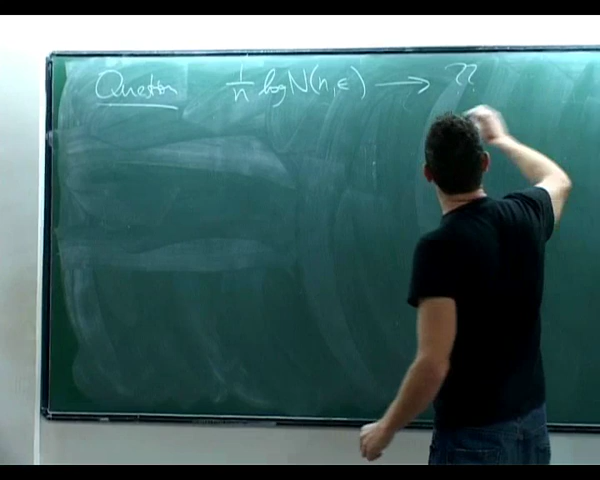 Question 1/n log N(n, ε) → ??